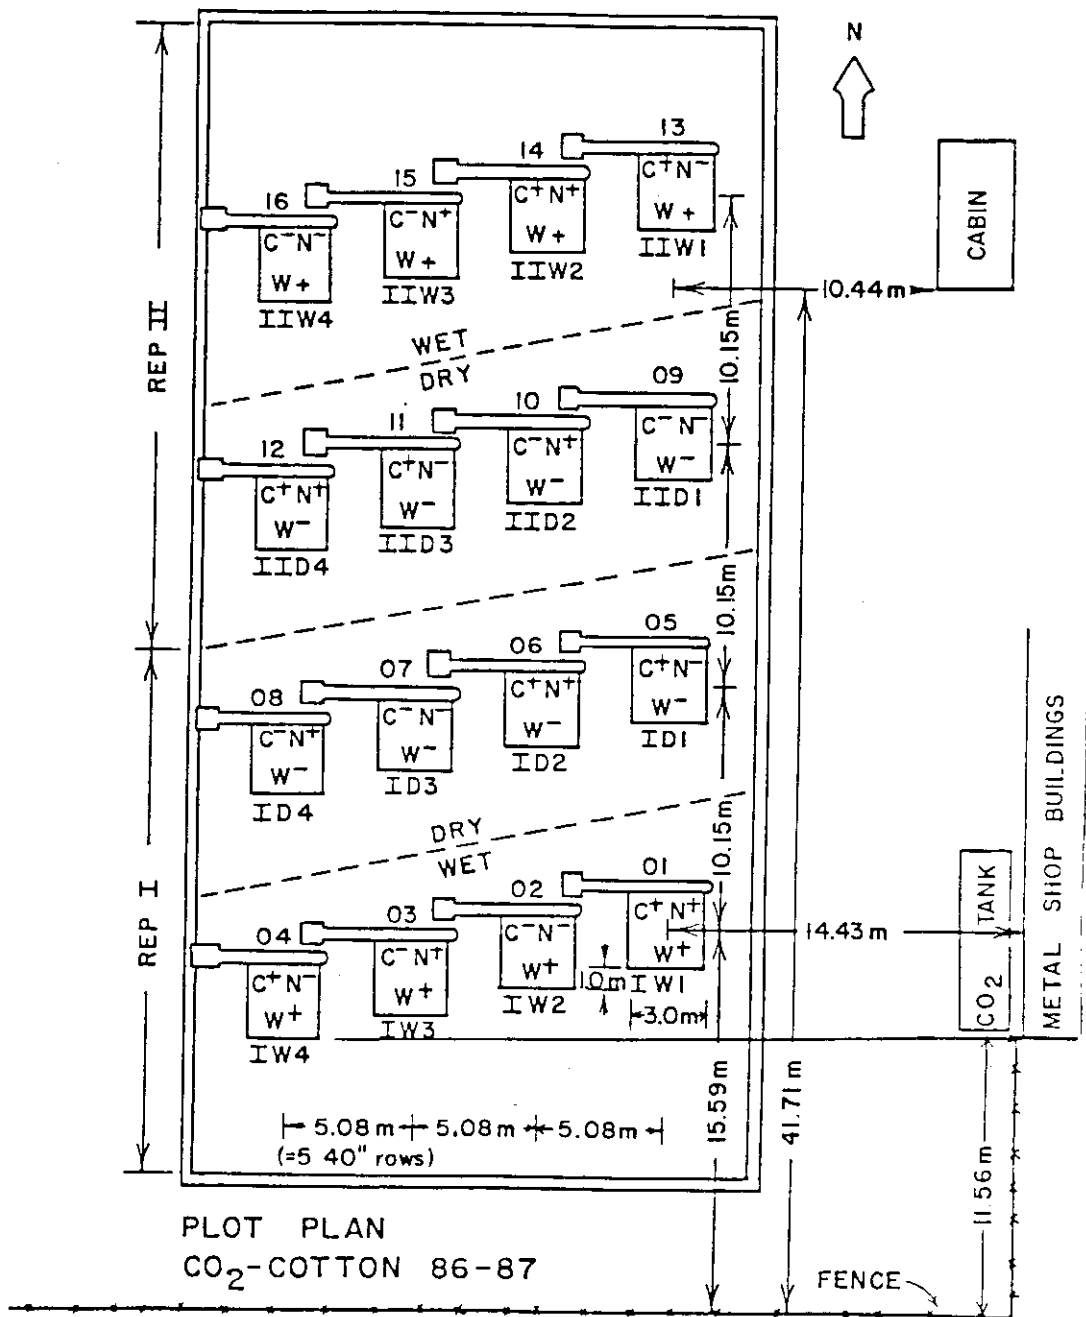 N
13
C⁺N⁻
W+
IIW1
14
C⁺N⁺
W+
IIW2
15
C⁻N⁺
W+
IIW3
16
C⁻N⁻
W+
IIW4
CABIN
10.44m
WET
DRY
REP II
10.15m
09
C⁻N⁻
W⁻
IID1
10
C⁻N⁺
W⁻
IID2
11
C⁺N⁻
W⁻
IID3
12
C⁺N⁺
W⁻
IID4
10.15m
05
C⁺N⁻
W⁻
ID1
06
C⁺N⁺
W⁻
ID2
07
C⁻N⁻
W⁻
ID3
08
C⁻N⁺
W⁻
ID4
10.15m
DRY
WET
REP I
01
C⁺N⁺
W⁺
IW1
02
C⁻N⁻
W⁺
IW2
03
C⁻N⁺
W⁺
IW3
04
C⁺N⁻
W⁺
IW4
1.0m
3.0m
14.43m
CO₂ TANK
METAL SHOP BUILDINGS
15.59m
41.71m
11.56m
5.08m 5.08m 5.08m
(=5 40" rows)
PLOT PLAN
CO₂-COTTON 86-87
FENCE